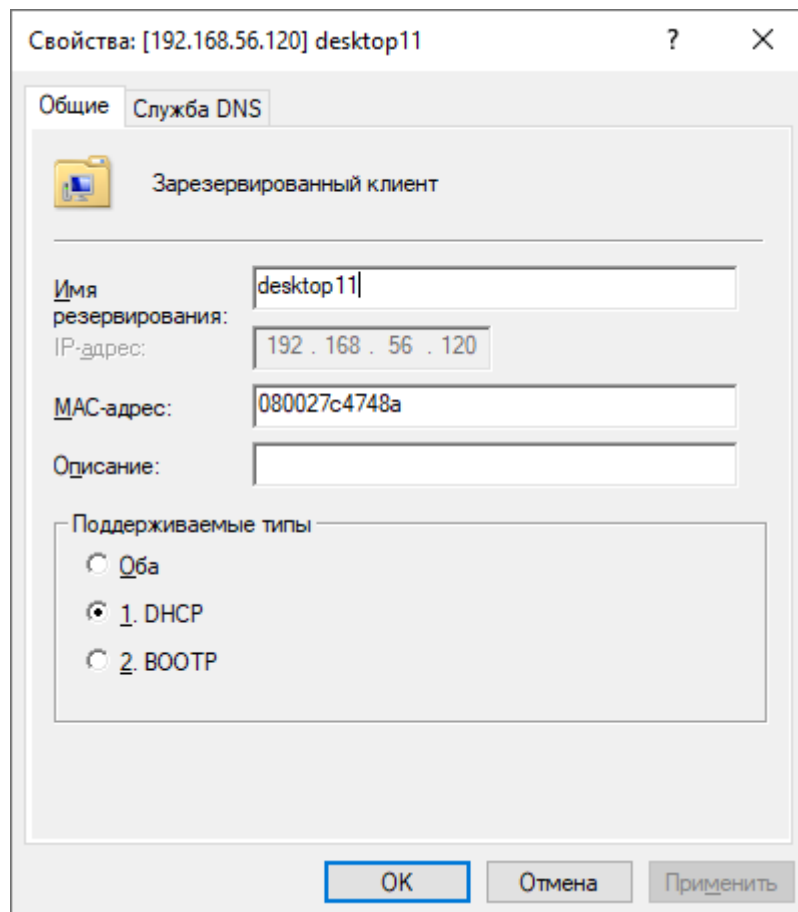 Свойства: [192.168.56.120] desktop11
?
Общие
Служба DNS
Зарезервированный клиент
Имя
резервирования:
desktop11
IP-адрес:
192 . 168 . 56 . 120
MAC-адрес:
080027c4748a
Описание:
Поддерживаемые типы
Оба
1. DHCP
2. BOOTP
OK
Отмена
Применить